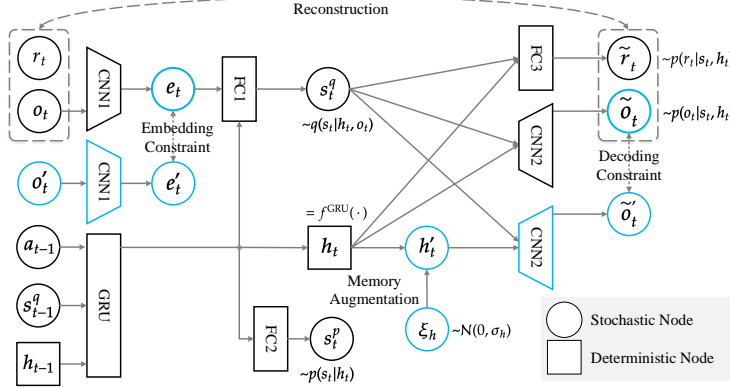 Reconstruction
r_t
CNN1
e_t
FC1
s_t^q
~q(s_t|h_t, o_t)
FC3
r̃_t
~p(r_t|s_t, h_t)
o_t
Embedding
Constraint
CNN2
õ_t
~p(o_t|s_t, h_t
Decoding
Constraint
o'_t
CNN1
e'_t
õ'_t
= f^GRU(·)
a_{t-1}
GRU
h_t
h'_t
CNN2
Memory
Augmentation
s_{t-1}^q
h_{t-1}
FC2
s_t^p
~p(s_t|h_t)
ξ_h
~N(0, σ_h)
Stochastic Node
Deterministic Node